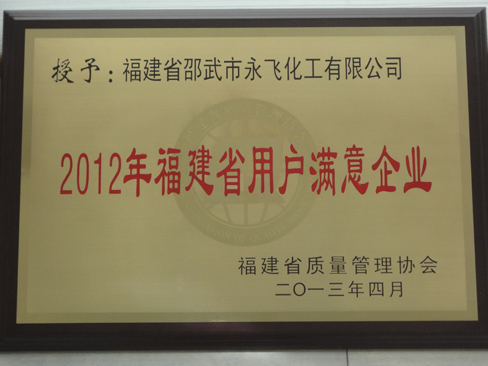 授予：福建省邵武市永飞化工有限公司
2012年福建省用户满意企业
福建省质量管理协会
二〇一三年四月